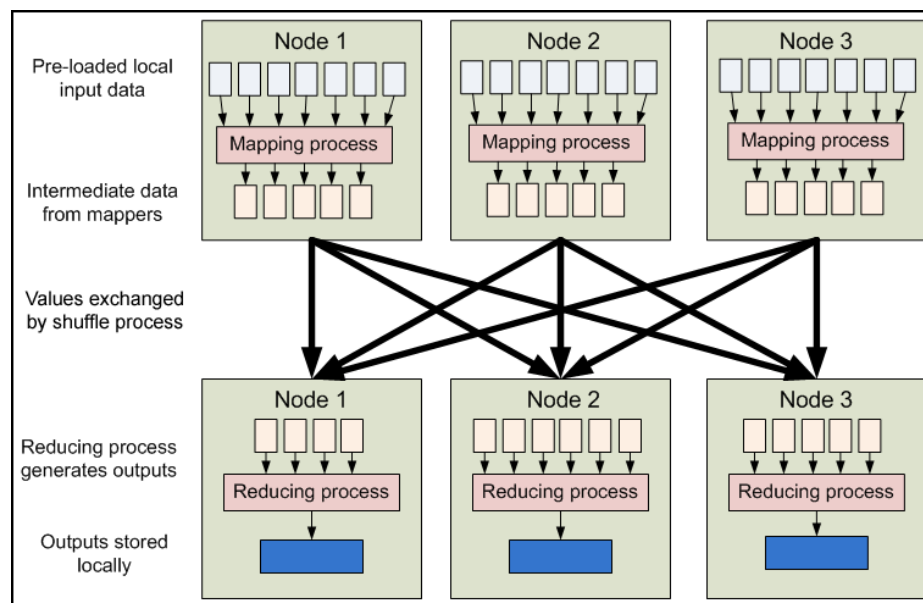 Node 1
Node 2
Node 3
Pre-loaded local
input data
Mapping process
Mapping process
Mapping process
Intermediate data
from mappers
Values exchanged
by shuffle process
Node 1
Node 2
Node 3
Reducing process
generates outputs
Reducing process
Reducing process
Reducing process
Outputs stored
locally